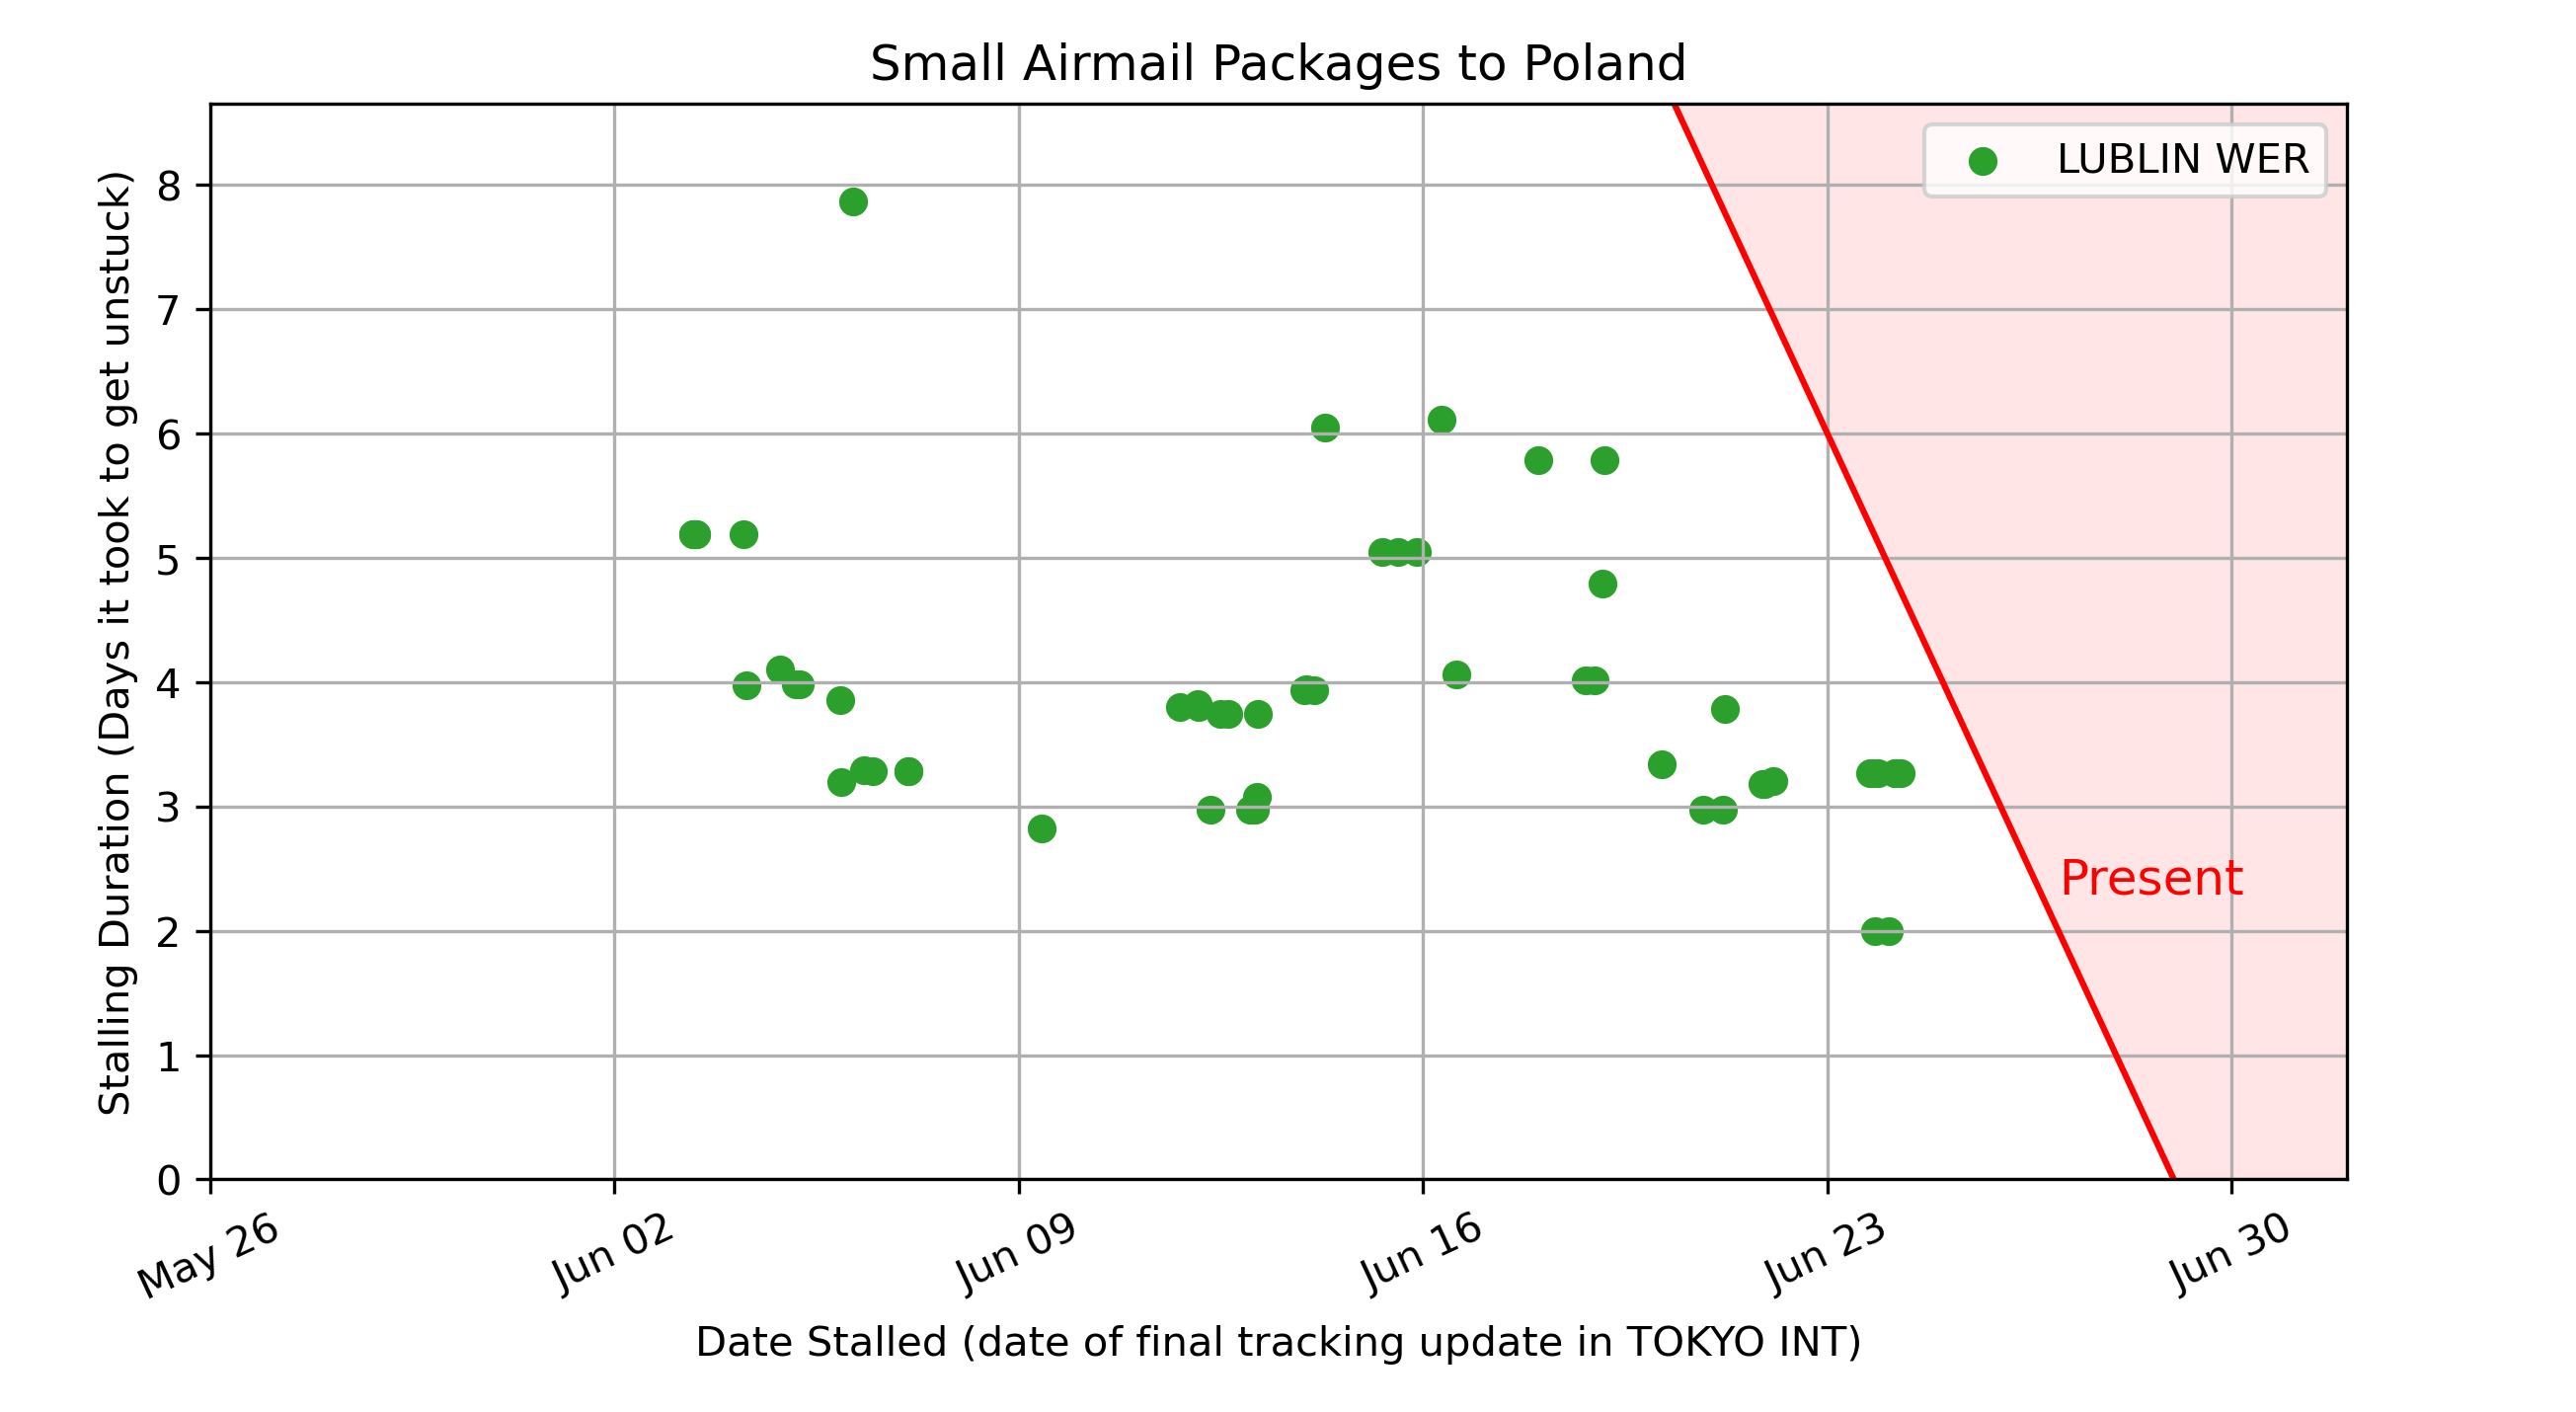 Small Airmail Packages to Poland
LUBLIN WER
Stalling Duration (Days it took to get unstuck)
8
7
6
5
4
3
2
1
0
Present
May 26
Jun 02
Jun 09
Jun 16
Jun 23
Jun 30
Date Stalled (date of final tracking update in TOKYO INT)